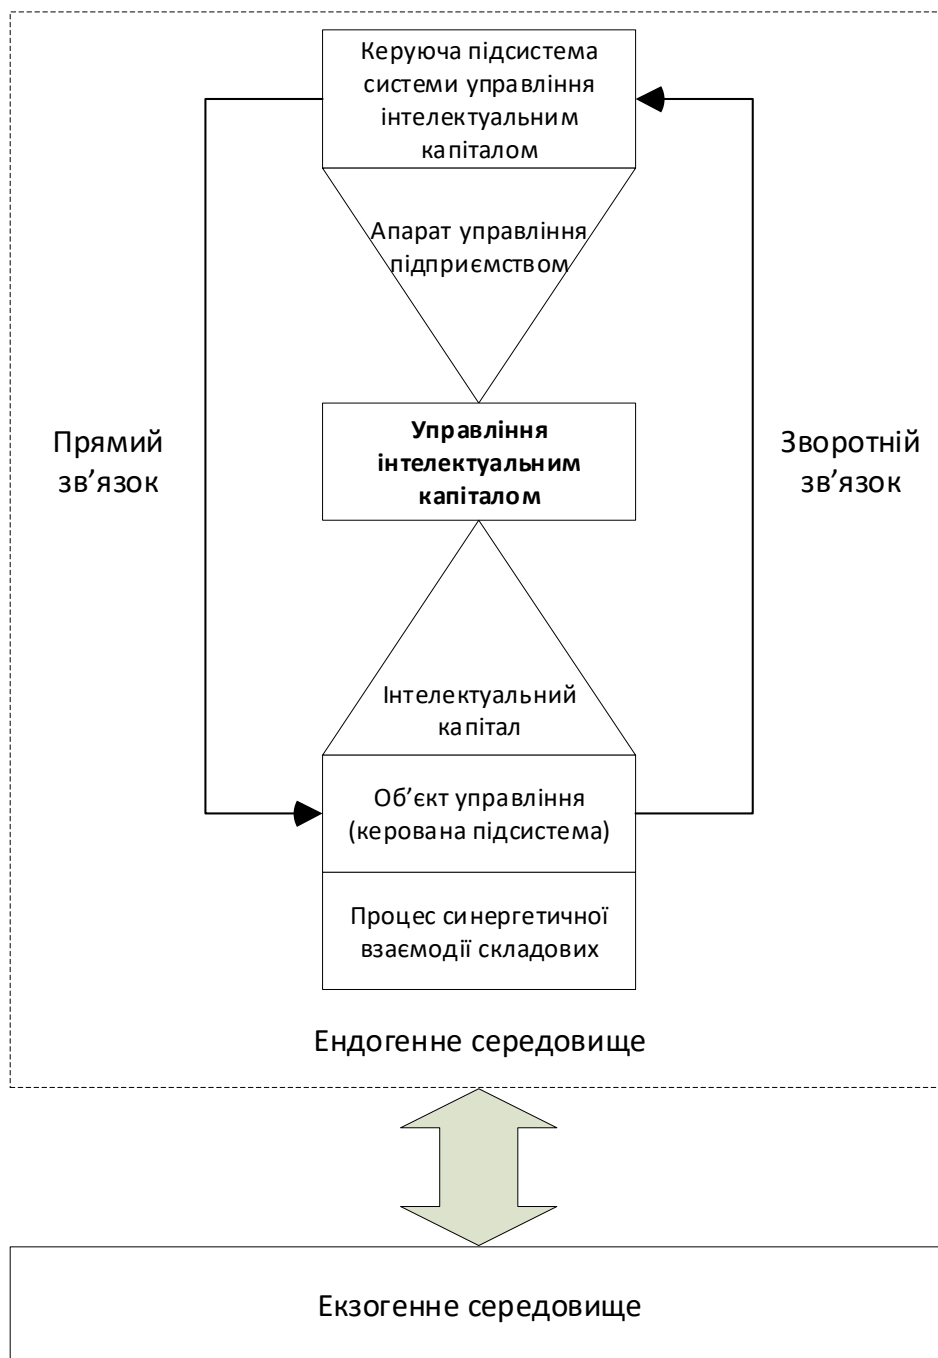 Керуюча підсистема
системи управління
інтелектуальним
капіталом
Апарат управління
підприємством
Управління
інтелектуальним
капіталом
Прямий
зв’язок
Зворотній
зв’язок
Інтелектуальний
капітал
Об’єкт управління
(керована підсистема)
Процес синергетичної
взаємодії складових
Ендогенне середовище
Екзогенне середовище